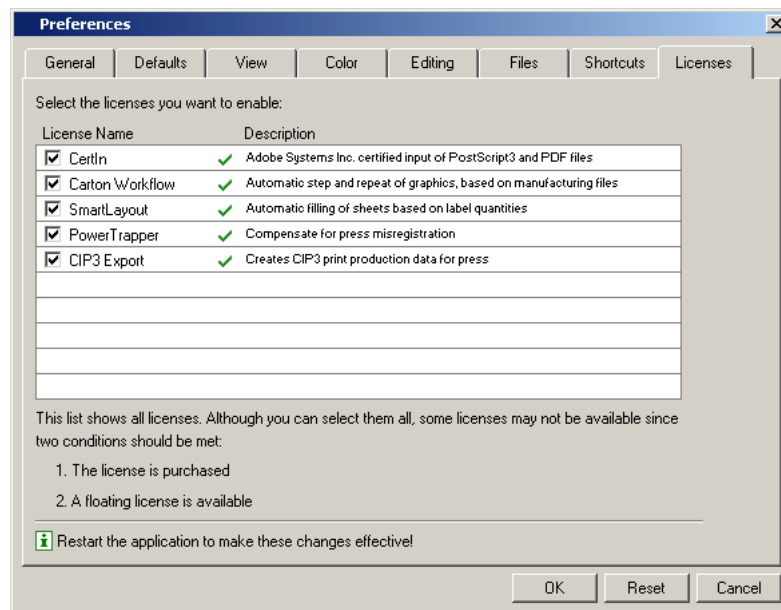 Preferences
General Defaults View Color Editing Files Shortcuts Licenses
Select the licenses you want to enable:
License Name Description
CertIn Adobe Systems Inc. certified input of PostScript3 and PDF files
Carton Workflow Automatic step and repeat of graphics, based on manufacturing files
SmartLayout Automatic filling of sheets based on label quantities
PowerTrapper Compensate for press misregistration
CIP3 Export Creates CIP3 print production data for press
This list shows all licenses. Although you can select them all, some licenses may not be available since
two conditions should be met:
1. The license is purchased
2. A floating license is available
Restart the application to make these changes effective!
OK Reset Cancel